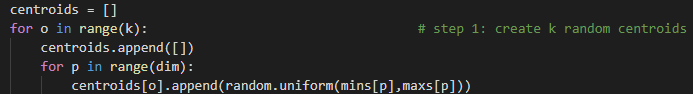 centroids = []
for o in range(k):                                      # step 1: create k random centroids
    centroids.append([])
    for p in range(dim):
        centroids[o].append(random.uniform(mins[p],maxs[p]))